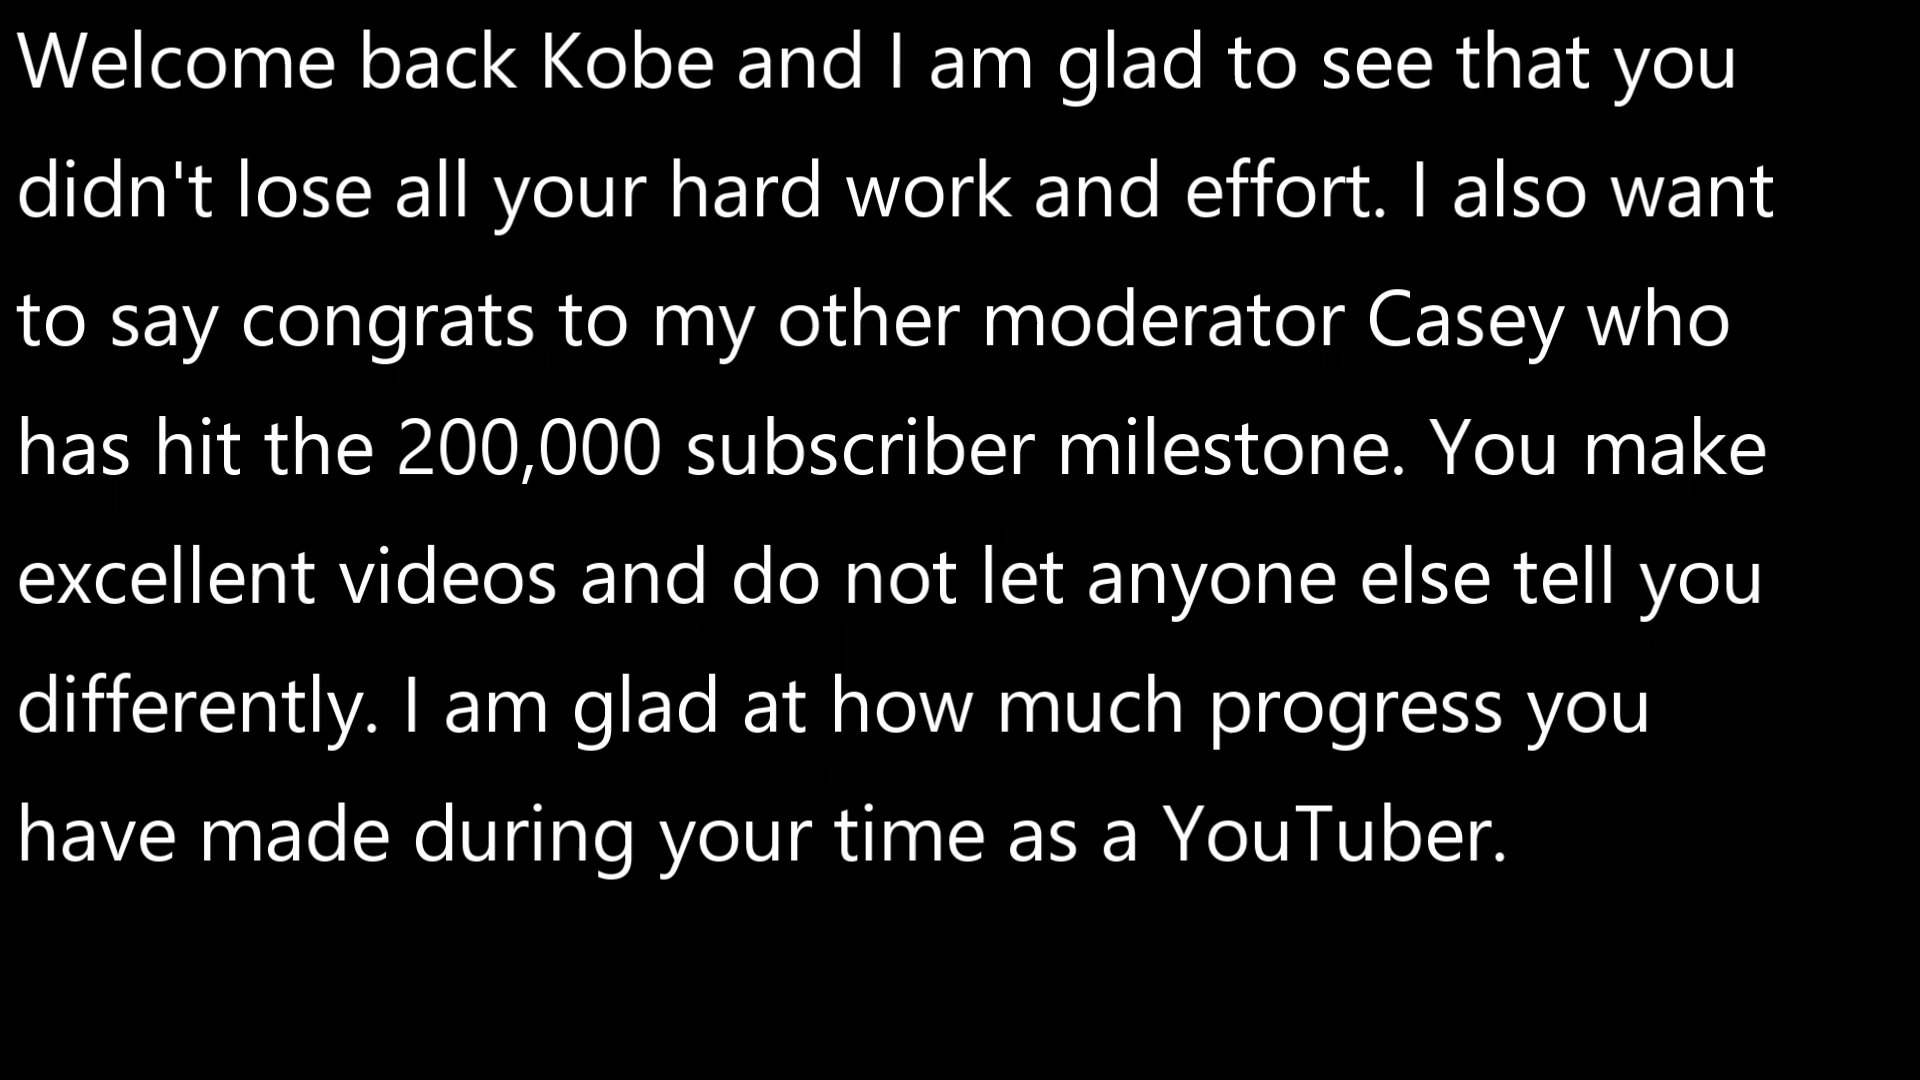 Welcome back Kobe and I am glad to see that you
didn't lose all your hard work and effort. I also want
to say congrats to my other moderator Casey who
has hit the 200,000 subscriber milestone. You make
excellent videos and do not let anyone else tell you
differently. I am glad at how much progress you
have made during your time as a YouTuber.